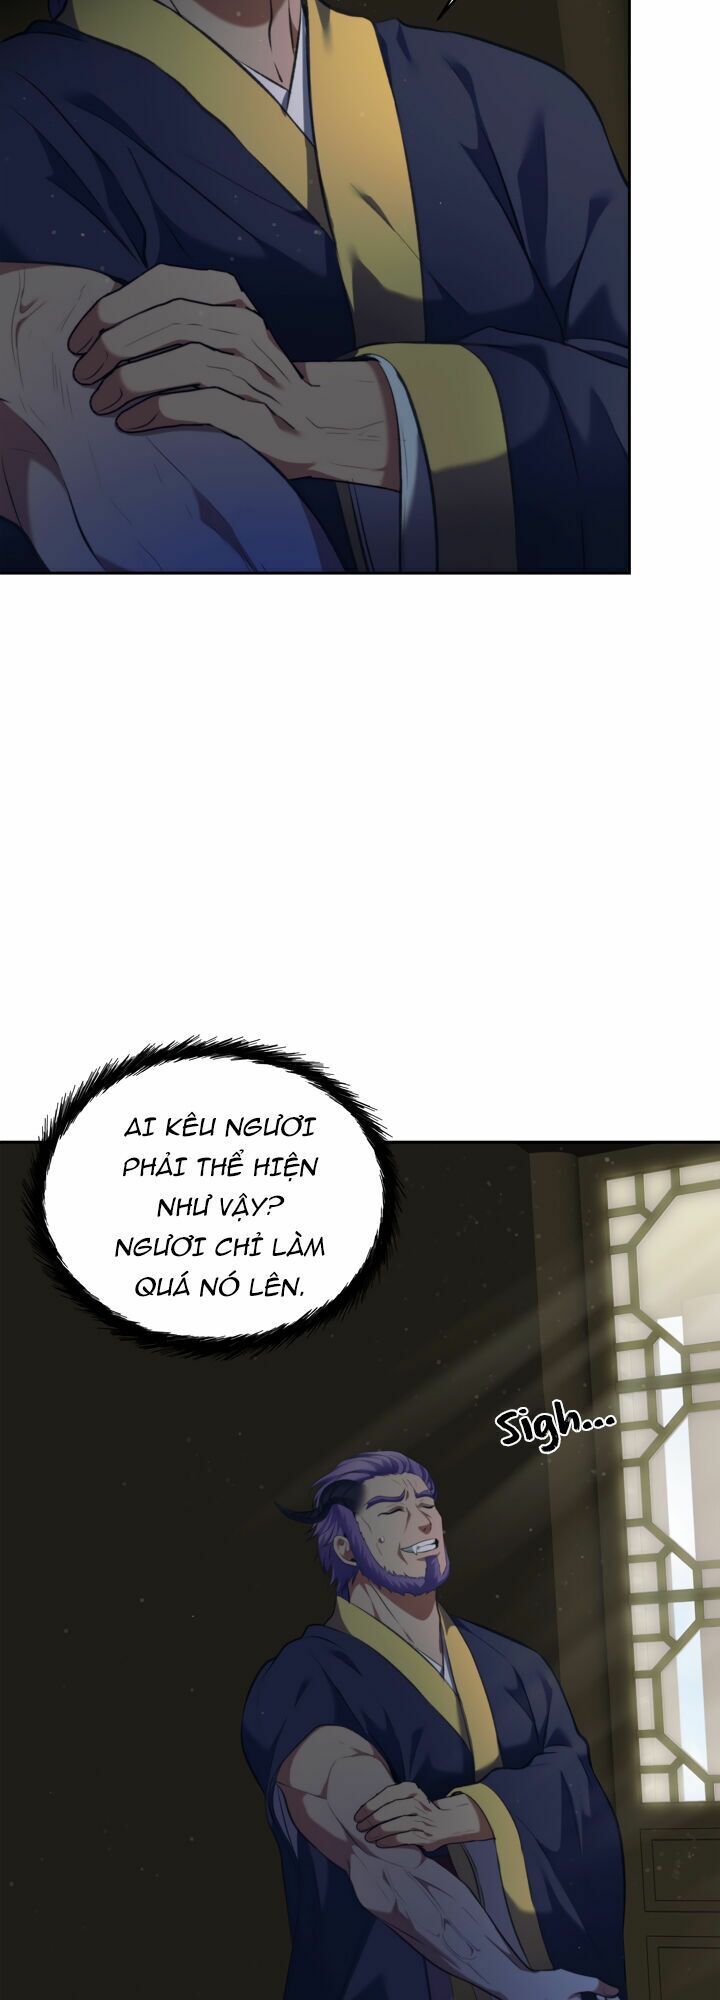 AI KÊU NGƯƠI
PHẢI THỂ HIỆN
NHƯ VẬY?
NGƯƠI CHỈ LÀM
QUÁ NÓ LÊN.
Sigh...